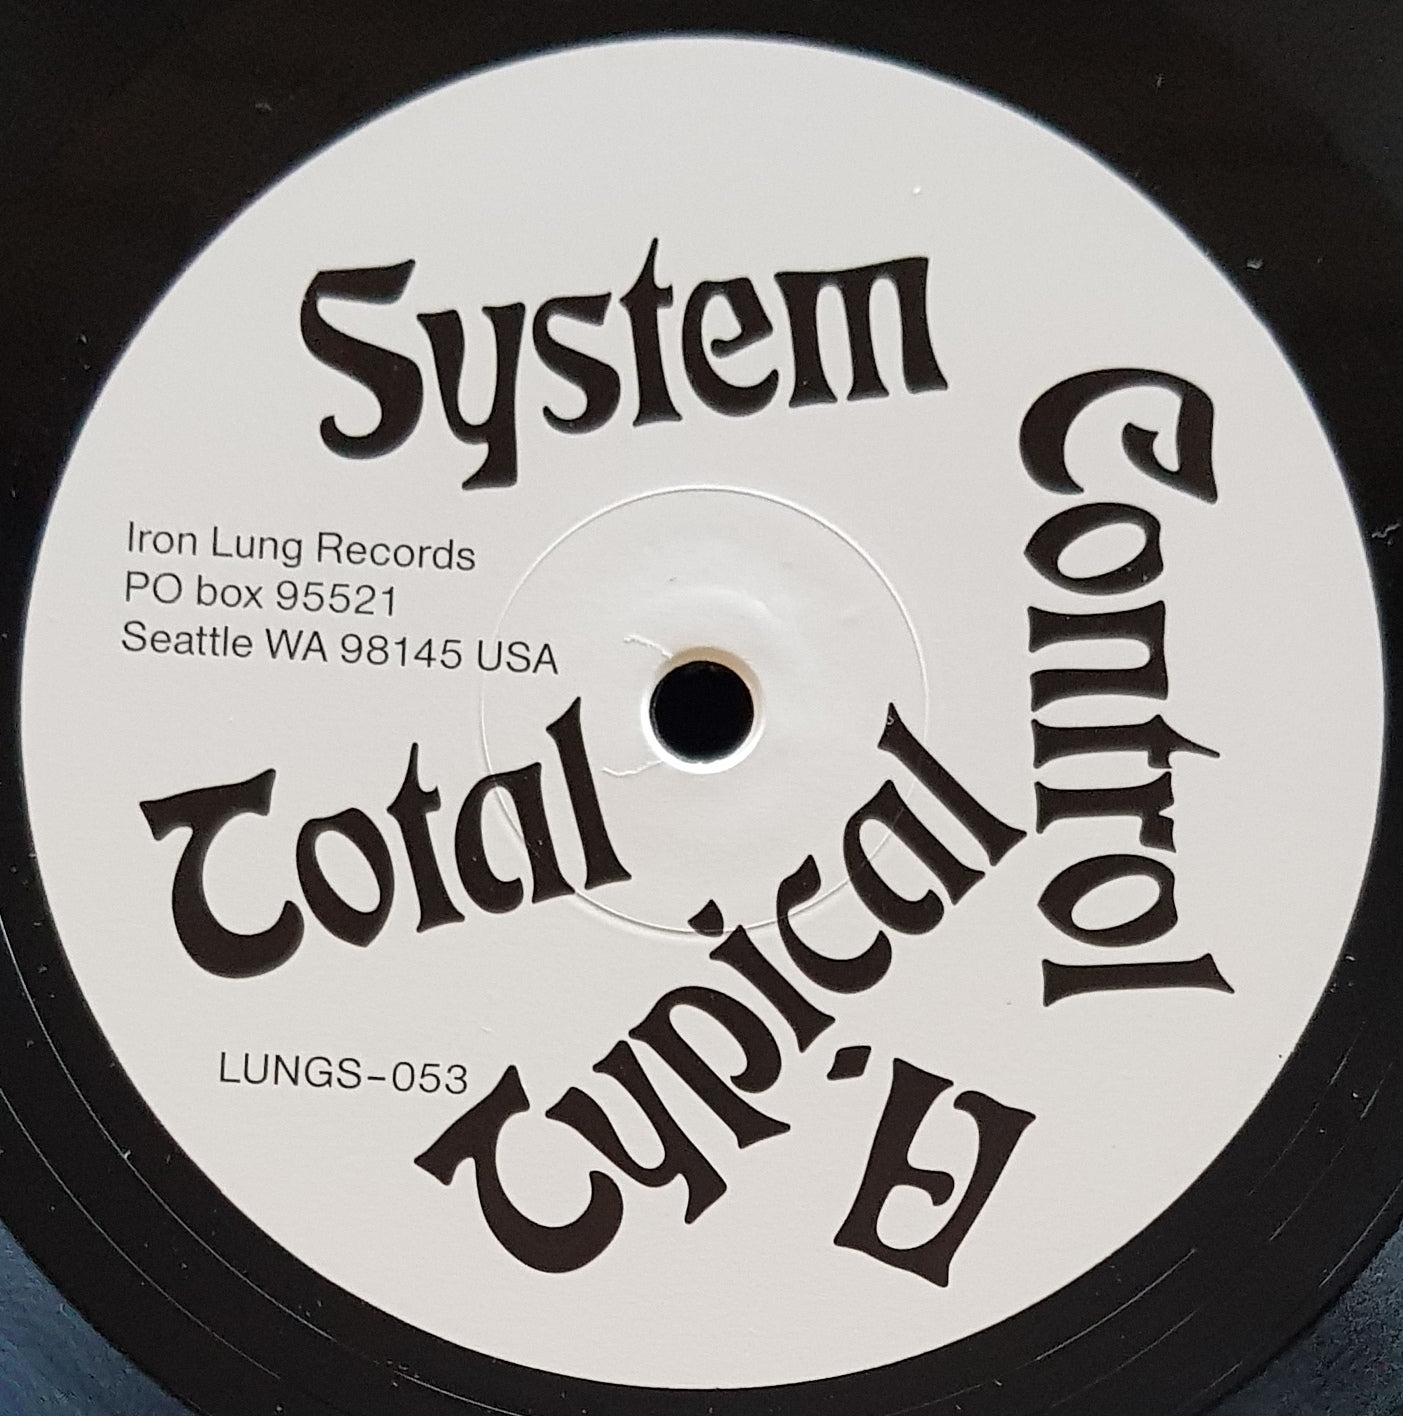 System
Control
Iron Lung Records
PO box 95521
Seattle WA 98145 USA
Total
Typical
E.
LUNGS-053